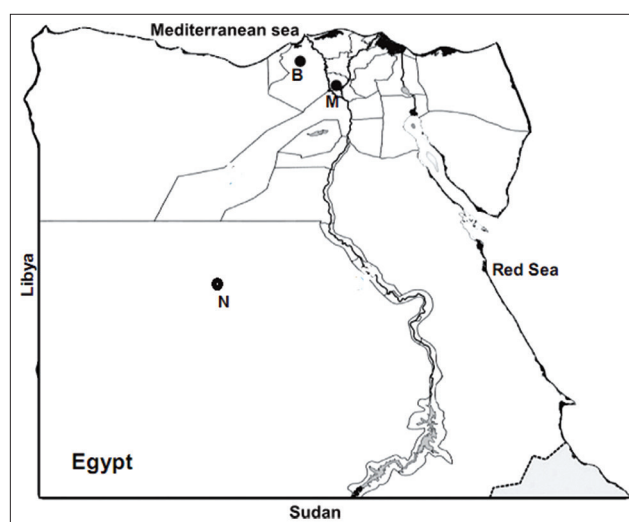 Mediterranean sea
B
M
Libya
Red Sea
N
Egypt
Sudan